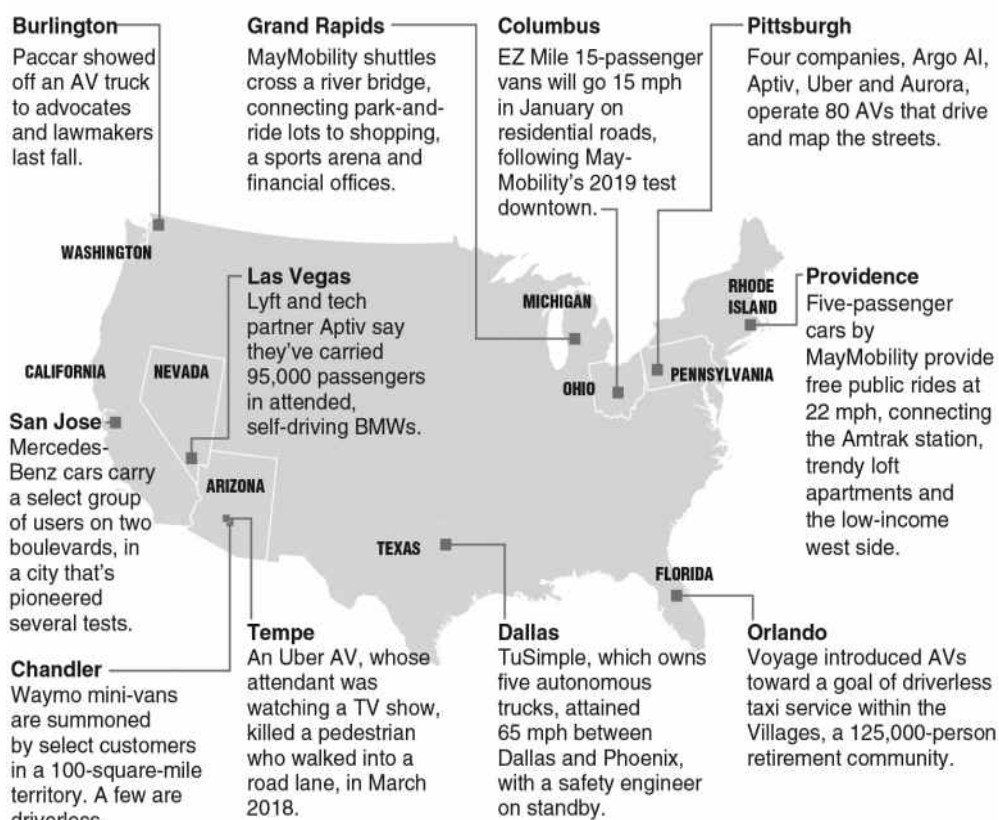 Burlington
Paccar showed
off an AV truck
to advocates
and lawmakers
last fall.
Grand Rapids
MayMobility shuttles
cross a river bridge,
connecting park-and-
ride lots to shopping,
a sports arena and
financial offices.
Columbus
EZ Mile 15-passenger
vans will go 15 mph
in January on
residential roads,
following May-
Mobility's 2019 test
downtown.
Pittsburgh
Four companies, Argo AI,
Aptiv, Uber and Aurora,
operate 80 AVs that drive
and map the streets.
WASHINGTON
Las Vegas
Lyft and tech
partner Aptiv say
they've carried
95,000 passengers
in attended,
self-driving BMWs.
MICHIGAN
RHODE
ISLAND
Providence
Five-passenger
cars by
MayMobility provide
free public rides at
22 mph, connecting
the Amtrak station,
trendy loft
apartments and
the low-income
west side.
CALIFORNIA
NEVADA
OHIO
PENNSYLVANIA
San Jose
Mercedes-
Benz cars carry
a select group
of users on two
boulevards, in
a city that's
pioneered
several tests.
ARIZONA
TEXAS
FLORIDA
Chandler
Waymo mini-vans
are summoned
by select customers
in a 100-square-mile
territory. A few are
driverless
Tempe
An Uber AV, whose
attendant was
watching a TV show,
killed a pedestrian
who walked into a
road lane, in March
2018.
Dallas
TuSimple, which owns
five autonomous
trucks, attained
65 mph between
Dallas and Phoenix,
with a safety engineer
on standby.
Orlando
Voyage introduced AVs
toward a goal of driverless
taxi service within the
Villages, a 125,000-person
retirement community.